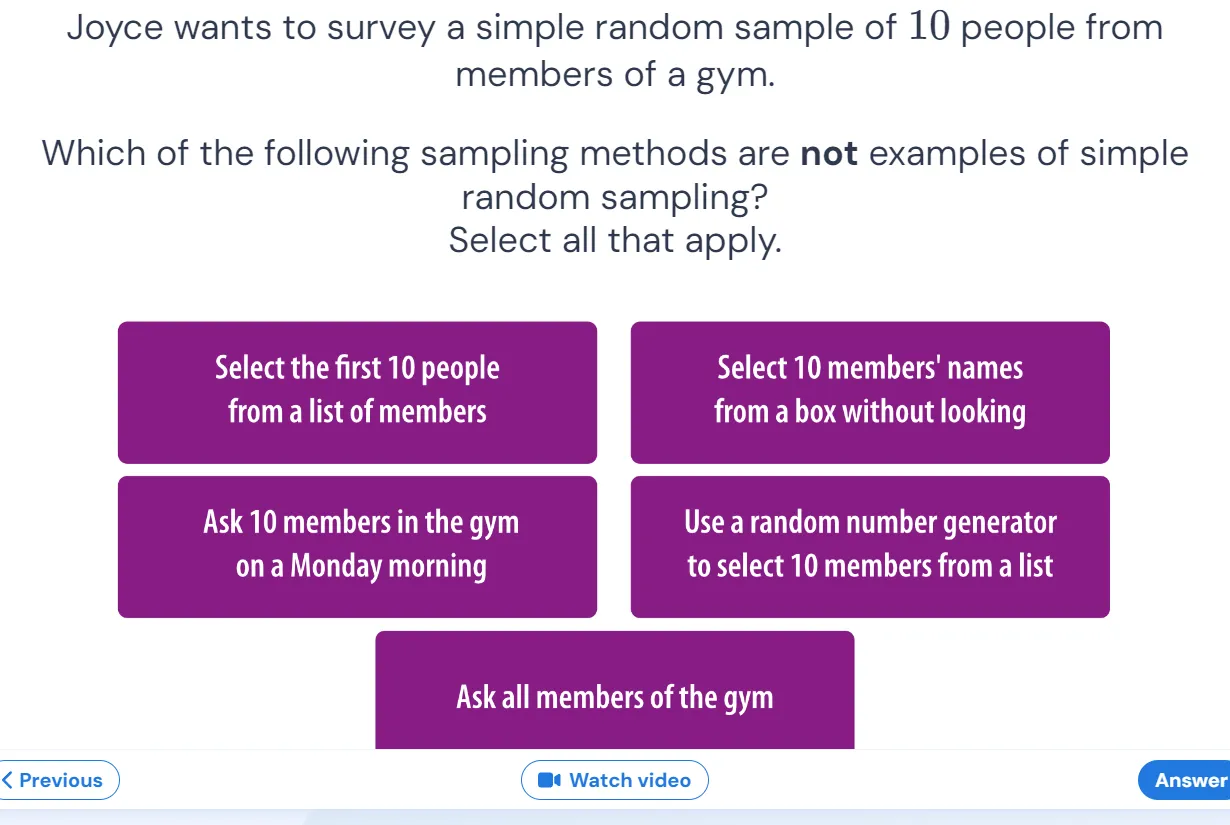 Joyce wants to survey a simple random sample of 10 people from
members of a gym.
Which of the following sampling methods are not examples of simple
random sampling?
Select all that apply.
Select the first 10 people
from a list of members
Select 10 members' names
from a box without looking
Ask 10 members in the gym
on a Monday morning
Use a random number generator
to select 10 members from a list
Ask all members of the gym
Previous
Watch video
Answer